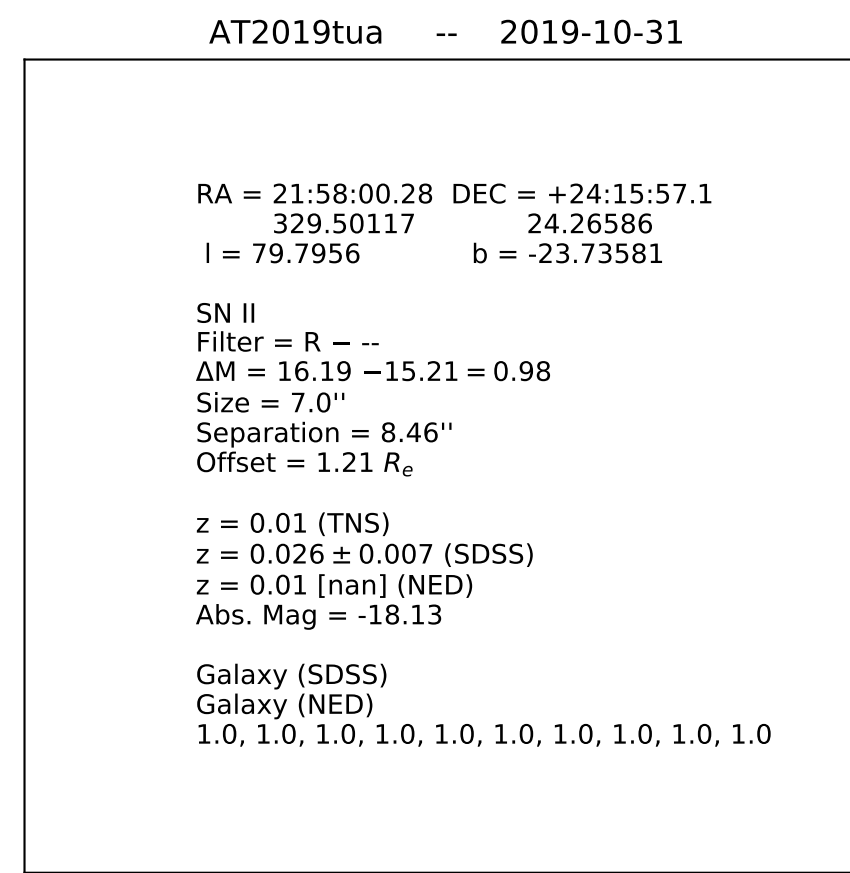 AT2019tua -- 2019-10-31
RA = 21:58:00.28 DEC = +24:15:57.1
329.50117 24.26586
l = 79.7956 b = -23.73581
SN II
Filter = R − --
ΔM = 16.19 −15.21 = 0.98
Size = 7.0''
Separation = 8.46''
Offset = 1.21 Rₑ
z = 0.01 (TNS)
z = 0.026 ± 0.007 (SDSS)
z = 0.01 [nan] (NED)
Abs. Mag = -18.13
Galaxy (SDSS)
Galaxy (NED)
1.0, 1.0, 1.0, 1.0, 1.0, 1.0, 1.0, 1.0, 1.0, 1.0